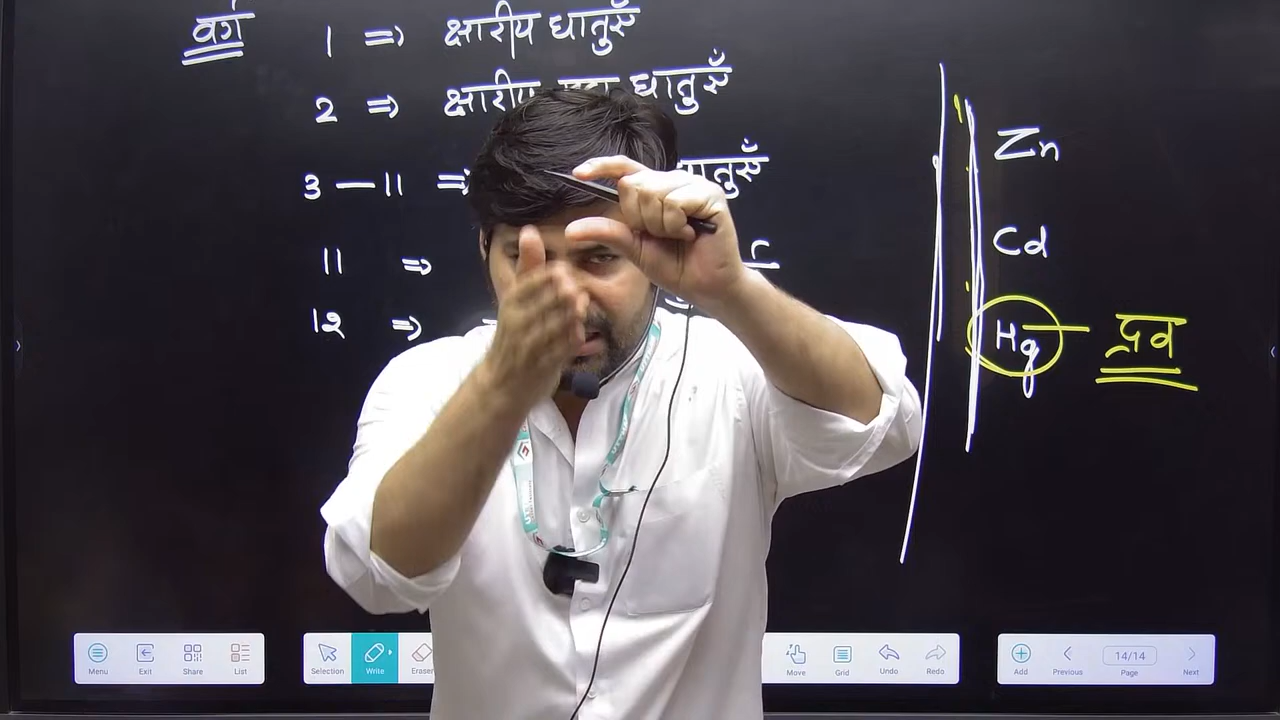 वर्ग 1 => क्षारीय धातुएँ
2 => क्षारीय धातुएँ
3 — 11 =>
11 =>
12 =>
Zn
Cd
Hg — द्रव
Menu Exit Share List
Selection Write Eraser
Move Grid Undo Redo
Add Previous 14/14 Page Next